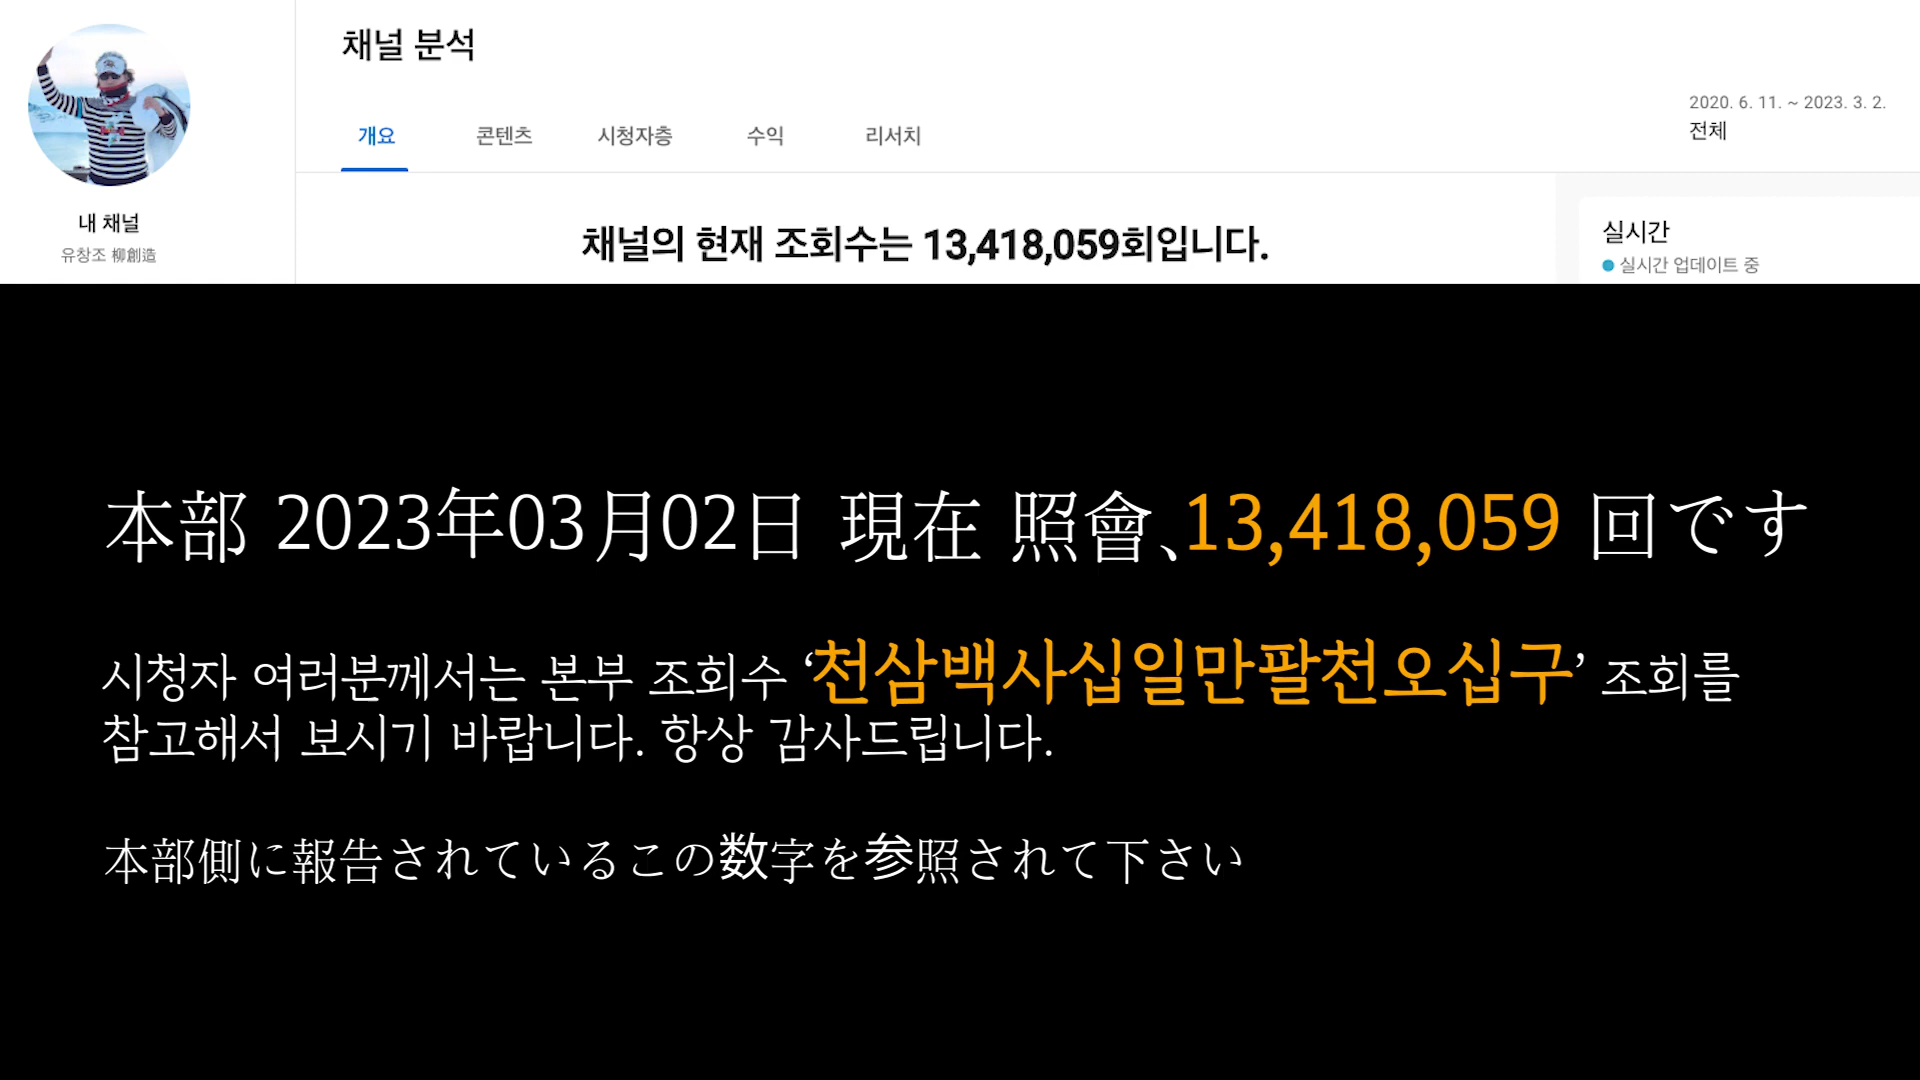 채널 분석
2020. 6. 11. ~ 2023. 3. 2.
전체
개요 콘텐츠 시청자층 수익 리서치
내 채널
유창조 柳創造
채널의 현재 조회수는 13,418,059회입니다.
실시간
실시간 업데이트 중
本部 2023年03月02日 現在 照會、13,418,059 回です
시청자 여러분께서는 본부 조회수 ‘천삼백사십일만팔천오십구’ 조회를
참고해서 보시기 바랍니다. 항상 감사드립니다.
本部側に報告されているこの数字を参照されて下さい